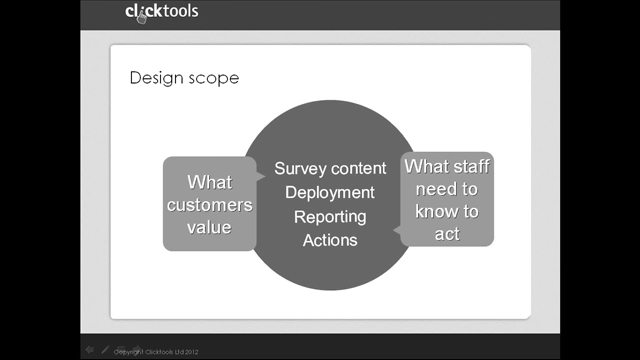 clicktools
Design scope
What
customers
value
Survey content
Deployment
Reporting
Actions
What staff
need to
know to
act
Copyright Clicktools Ltd 2012